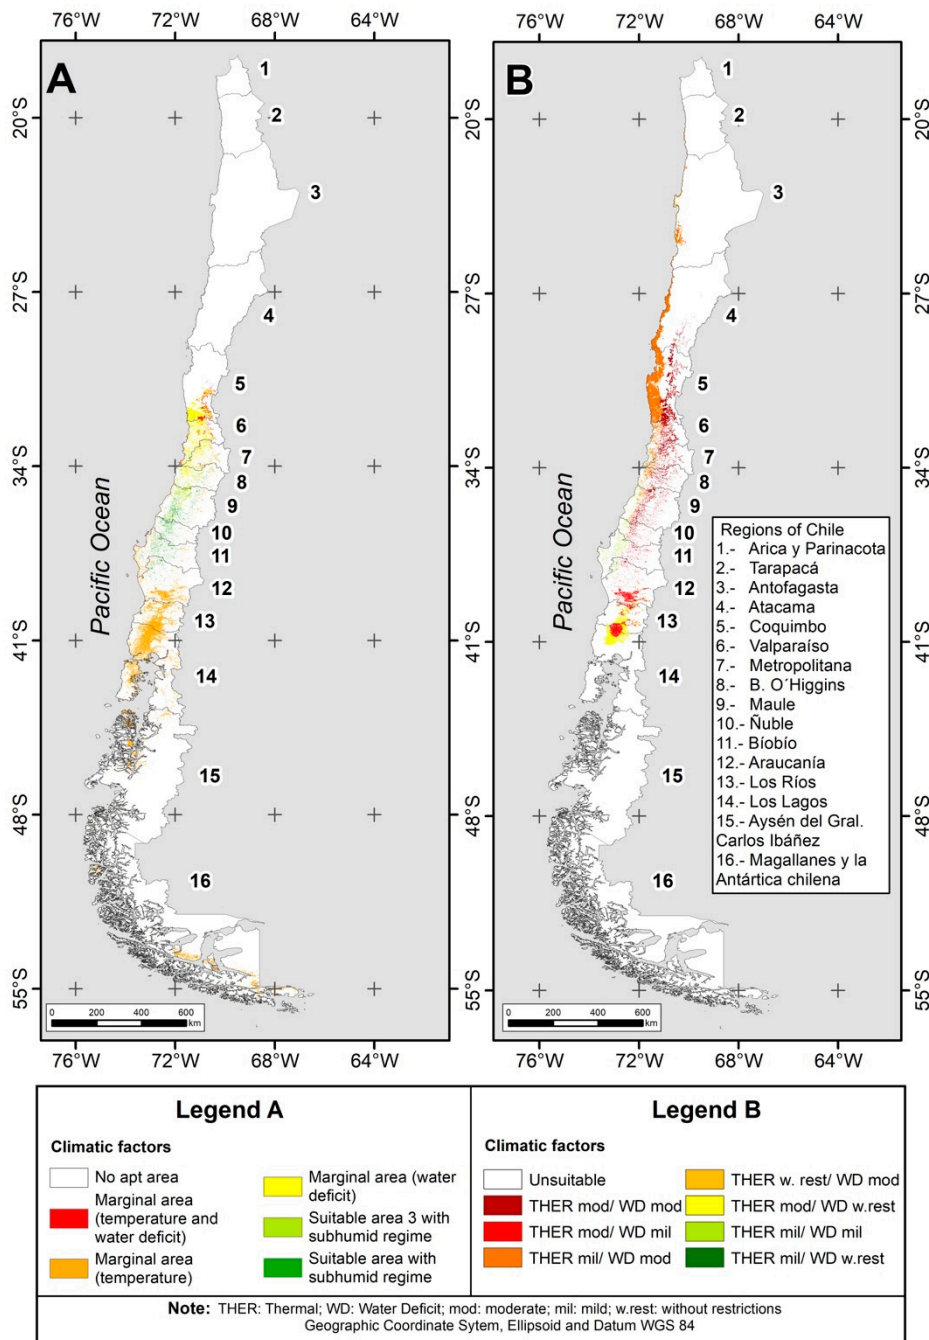 76°W 72°W 68°W 64°W
76°W 72°W 68°W 64°W
A
B
1
2
3
4
5
6
7
8
9
10
11
12
13
14
15
16
1
2
3
4
5
6
7
8
9
10
11
12
13
14
15
16
20°S
27°S
34°S
41°S
48°S
55°S
20°S
27°S
34°S
41°S
48°S
55°S
Pacific Ocean
Pacific Ocean
Regions of Chile
1.- Arica y Parinacota
2.- Tarapacá
3.- Antofagasta
4.- Atacama
5.- Coquimbo
6.- Valparaíso
7.- Metropolitana
8.- B. O´Higgins
9.- Maule
10.- Ñuble
11.- Bíobío
12.- Araucanía
13.- Los Ríos
14.- Los Lagos
15.- Aysén del Gral.
Carlos Ibáñez
16.- Magallanes y la
Antártica chilena
0 200 400 600
km
0 200 400 600
km
76°W 72°W 68°W 64°W
76°W 72°W 68°W 64°W
Legend A
Climatic factors
No apt area
Marginal area
(temperature and
water deficit)
Marginal area
(temperature)
Marginal area (water
deficit)
Suitable area 3 with
subhumid regime
Suitable area with
subhumid regime
Legend B
Climatic factors
Unsuitable
THER mod/ WD mod
THER mod/ WD mil
THER mil/ WD mod
THER w. rest/ WD mod
THER mod/ WD w.rest
THER mil/ WD mil
THER mil/ WD w.rest
Note: THER: Thermal; WD: Water Deficit; mod: moderate; mil: mild; w.rest: without restrictions
Geographic Coordinate Sytem, Ellipsoid and Datum WGS 84